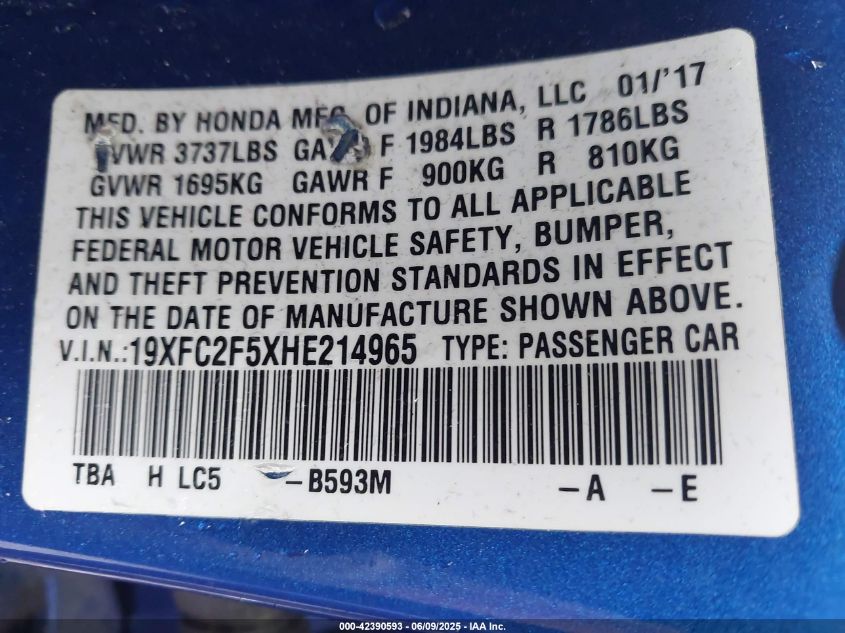 MFD. BY HONDA MFG. OF INDIANA, LLC 01/'17
GVWR 3737LBS GAWR F 1984LBS R 1786LBS
GVWR 1695KG GAWR F 900KG R 810KG
THIS VEHICLE CONFORMS TO ALL APPLICABLE
FEDERAL MOTOR VEHICLE SAFETY, BUMPER,
AND THEFT PREVENTION STANDARDS IN EFFECT
ON THE DATE OF MANUFACTURE SHOWN ABOVE.
V.I.N.:19XFC2F5XHE214965 TYPE: PASSENGER CAR
TBA H LC5 -B593M -A -E
000-42390593 / 06/09/2025 - IAA Inc.